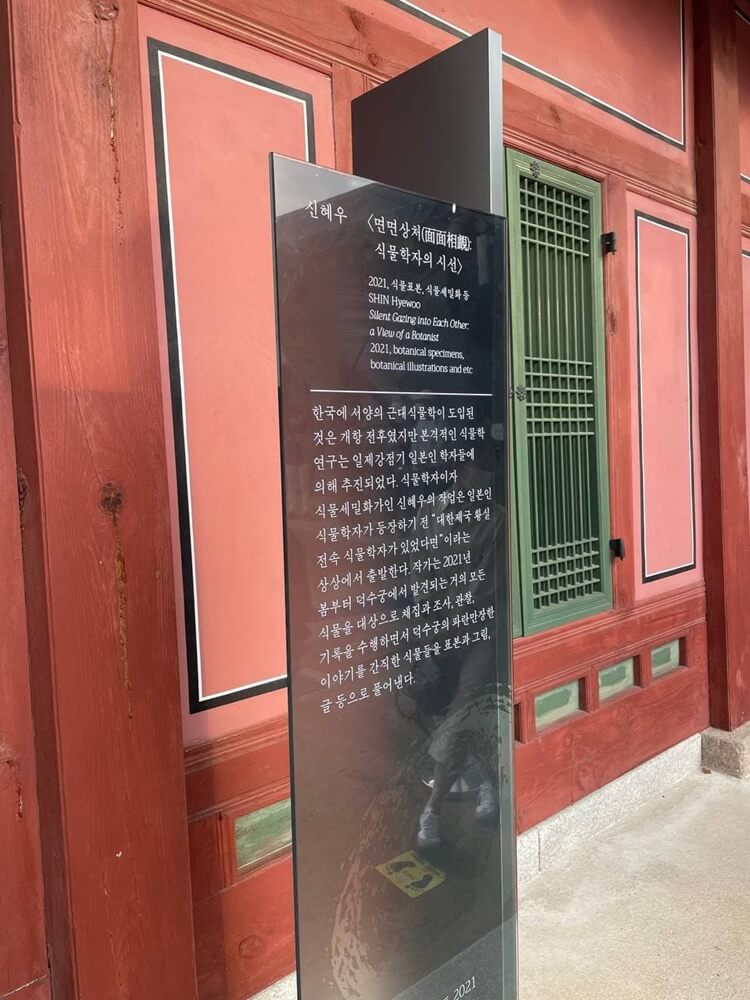 신혜우 〈면면상처(面面相覷):
식물학자의 시선〉
2021, 식물표본, 식물세밀화 등
SHIN Hyewoo
Silent Gazing into Each Other:
a View of a Botanist
2021, botanical specimens,
botanical illustrations and etc
한국에 서양의 근대식물학이 도입된
것은 개항 전후였지만 본격적인 식물학
연구는 일제강점기 일본인 학자들에
의해 추진되었다. 식물학자이자
식물세밀화가인 신혜우의 작업은 일본인
식물학자가 등장하기 전 “대한제국 황실
전속 식물학자가 있었다면”이라는
상상에서 출발한다. 작가는 2021년
봄부터 덕수궁에서 발견되는 거의 모든
식물을 대상으로 채집과 조사, 관찰,
기록을 수행하면서 덕수궁의 파란만장한
이야기를 간직한 식물들을 표본과 그림,
글 등으로 풀어낸다.
2021